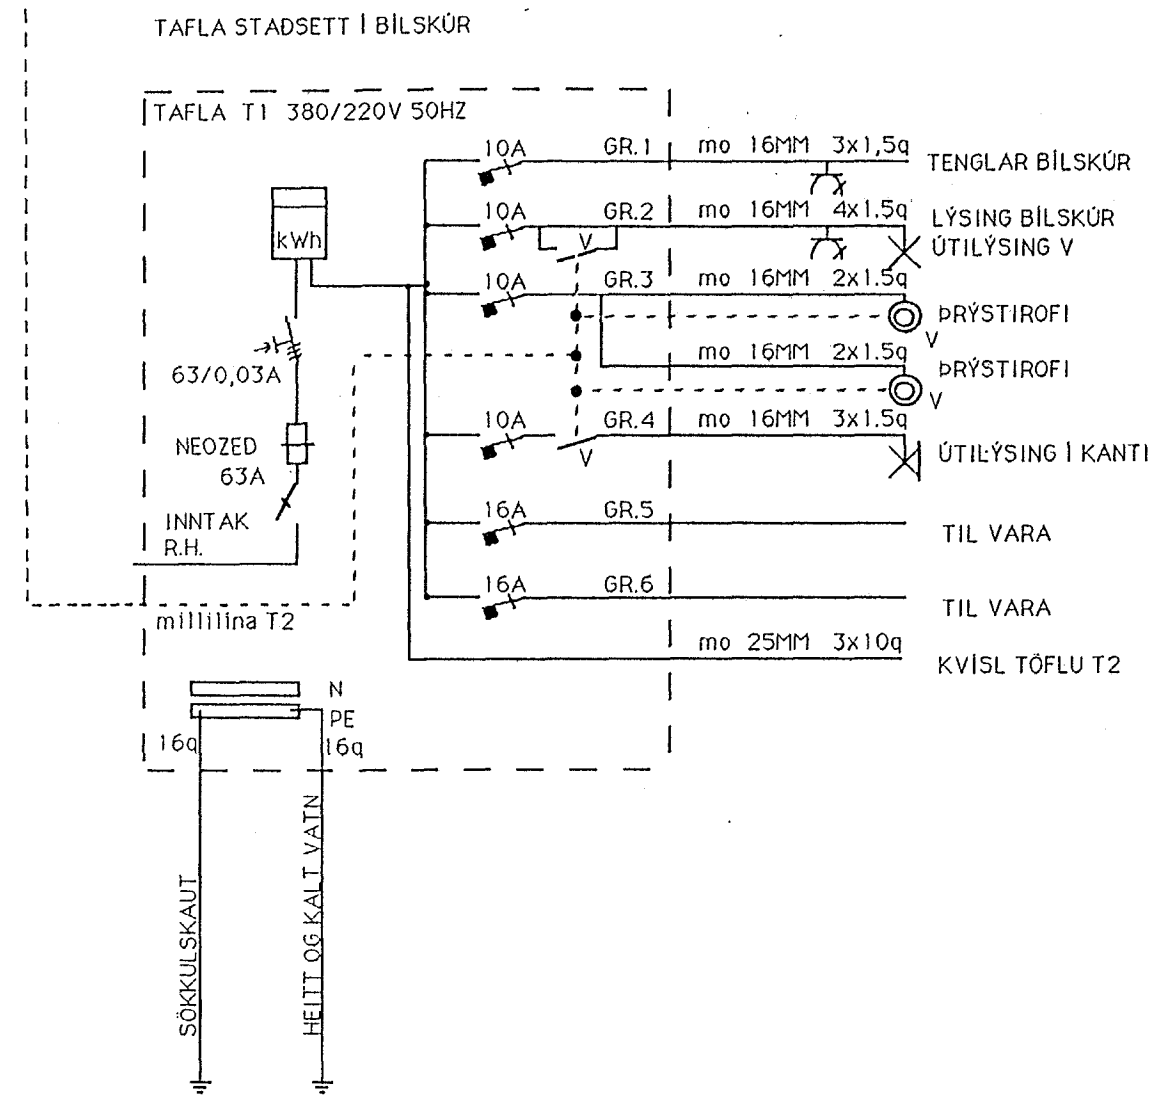 TAFLA STAÐSETT Í BÍLSKÚR
TAFLA T1 380/220V 50HZ
10A GR.1 mo 16MM 3x1,5q TENGLAR BÍLSKÚR
10A GR.2 mo 16MM 4x1.5q LÝSING BÍLSKÚR
V ÚTILÝSING V
kWh
10A GR.3 mo 16MM 2x1.5q
ÞRÝSTIROFI
V
mo 16MM 2x1.5q
ÞRÝSTIROFI
V
63/0,03A
10A GR.4 mo 16MM 3x1.5q
V
ÚTILÝSING Í KANTI
NEOZED
63A
16A GR.5
TIL VARA
INNTAK
R.H.
16A GR.6
TIL VARA
millilína T2
mo 25MM 3x10q
KVÍSL TÖFLU T2
N
PE
16q 16q
SÖKKULSKAUT
HEITT OG KALT VATN